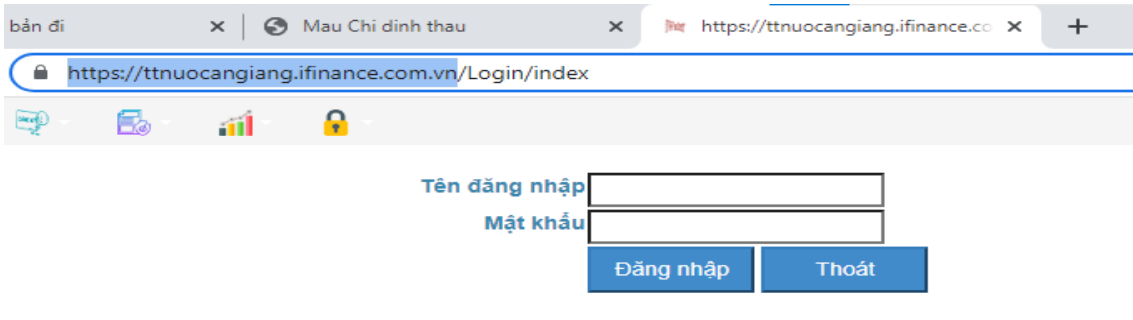 bản đi
Mau Chi dinh thau
https://ttnuocangiang.ifinance.co
https://ttnuocangiang.ifinance.com.vn/Login/index
Tên đăng nhập
Mật khẩu
Đăng nhập
Thoát